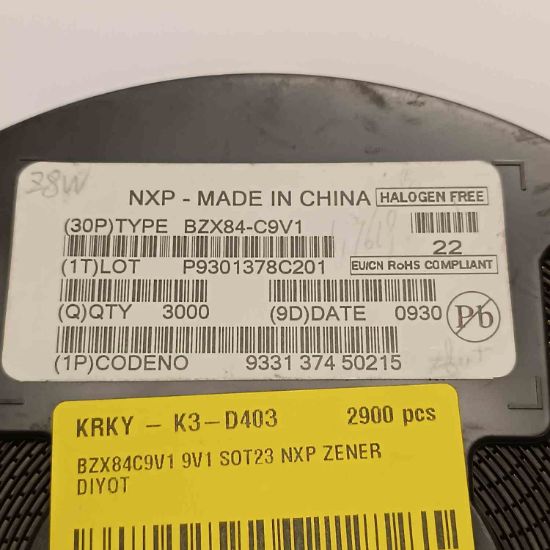 Z8W
NXP - MADE IN CHINA HALOGEN FREE
(30P)TYPE BZX84-C9V1
22
(1T)LOT P9301378C201 EU/CN RoHS COMPLIANT
(Q)QTY 3000 (9D)DATE 0930 Pb
(1P)CODENO 9331 374 50215
KRKY - K3-D403 2900 pcs
BZX84C9V1 9V1 SOT23 NXP ZENER
DIYOT